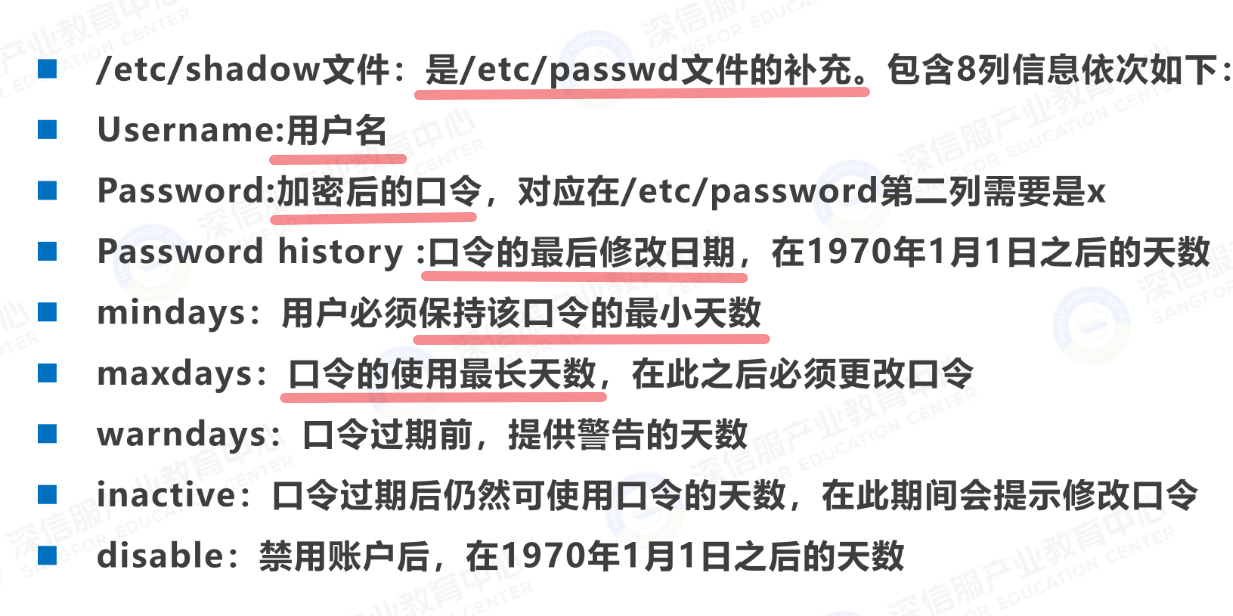 /etc/shadow文件：是/etc/passwd文件的补充。包含8列信息依次如下：
Username:用户名
Password:加密后的口令，对应在/etc/password第二列需要是x
Password history :口令的最后修改日期，在1970年1月1日之后的天数
mindays：用户必须保持该口令的最小天数
maxdays：口令的使用最长天数，在此之后必须更改口令
warndays：口令过期前，提供警告的天数
inactive：口令过期后仍然可使用口令的天数，在此期间会提示修改口令
disable：禁用账户后，在1970年1月1日之后的天数
深信服产业教育中心
SANGFOR EDUCATION CENTER